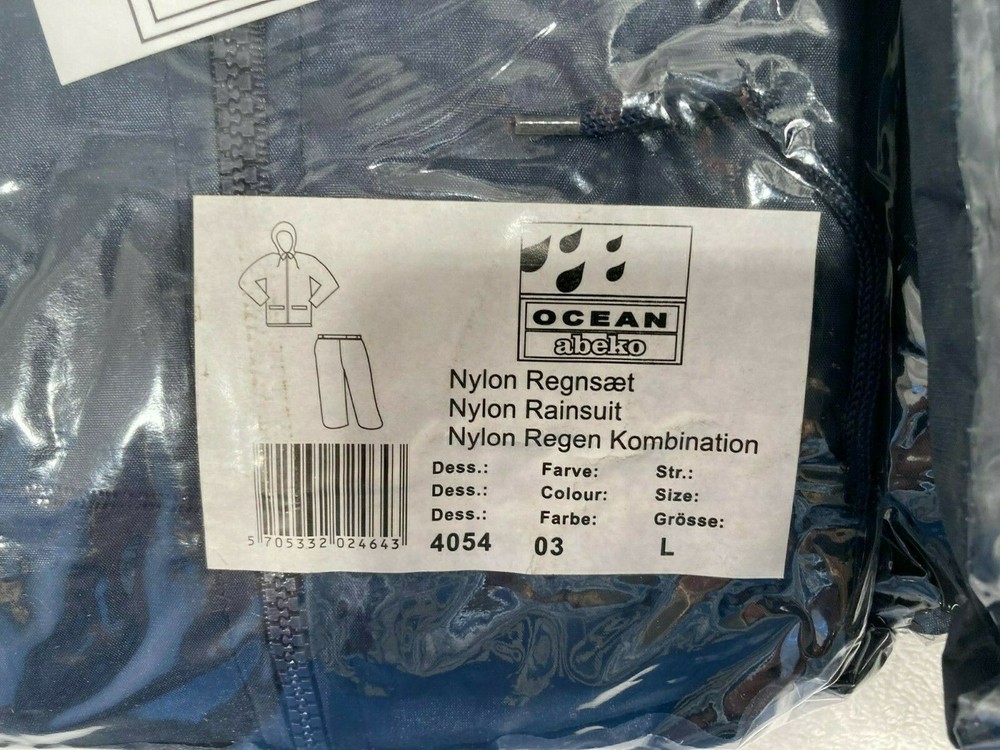 OCEAN
abeko
Nylon Regnsæt
Nylon Rainsuit
Nylon Regen Kombination
Dess.: Farve: Str.:
Dess.: Colour: Size:
Dess.: Farbe: Grösse:
4054 03 L
5 705332 024643